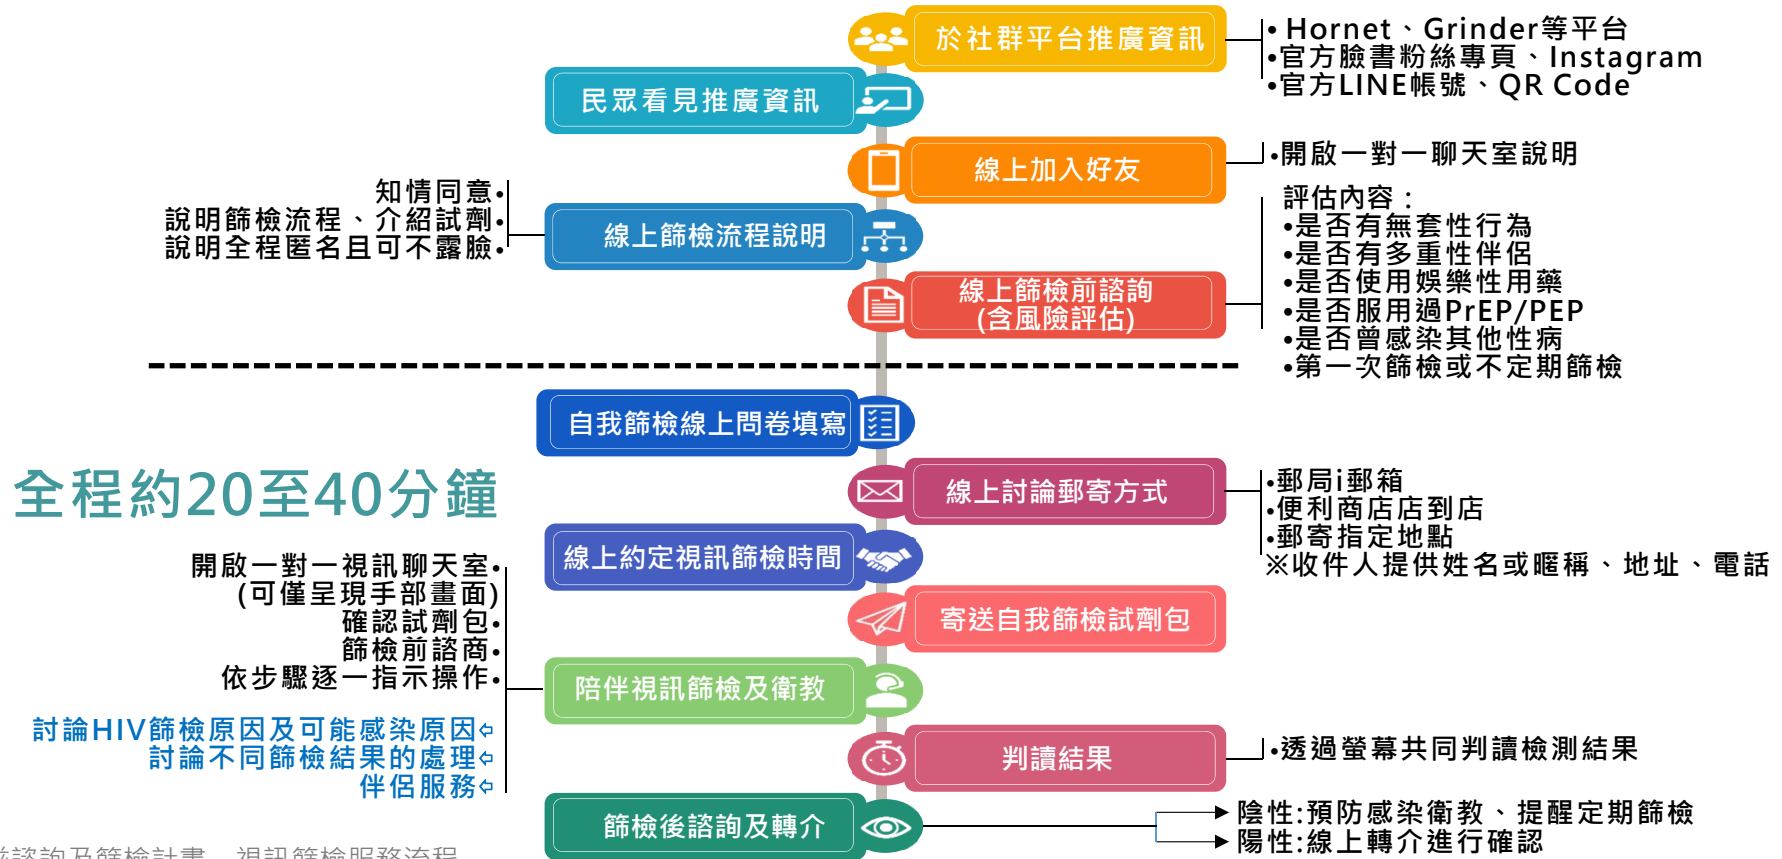 於社群平台推廣資訊
• Hornet、Grinder等平台
•官方臉書粉絲專頁、Instagram
•官方LINE帳號、QR Code
民眾看見推廣資訊
線上加入好友
•開啟一對一聊天室說明
知情同意•
說明篩檢流程、介紹試劑•
說明全程匿名且可不露臉•
線上篩檢流程說明
線上篩檢前諮詢
(含風險評估)
評估內容：
•是否有無套性行為
•是否有多重性伴侶
•是否使用娛樂性用藥
•是否服用過PrEP/PEP
•是否曾感染其他性病
•第一次篩檢或不定期篩檢
自我篩檢線上問卷填寫
全程約20至40分鐘
線上討論郵寄方式
•郵局i郵箱
•便利商店店到店
•郵寄指定地點
※收件人提供姓名或暱稱、地址、電話
線上約定視訊篩檢時間
寄送自我篩檢試劑包
開啟一對一視訊聊天室•
(可僅呈現手部畫面)
確認試劑包•
篩檢前諮商•
依步驟逐一指示操作•
討論HIV篩檢原因及可能感染原因⇦
討論不同篩檢結果的處理⇦
伴侶服務⇦
陪伴視訊篩檢及衛教
判讀結果
•透過螢幕共同判讀檢測結果
篩檢後諮詢及轉介
陰性:預防感染衛教、提醒定期篩檢
陽性:線上轉介進行確認
諮詢及篩檢計畫　視訊篩檢服務流程